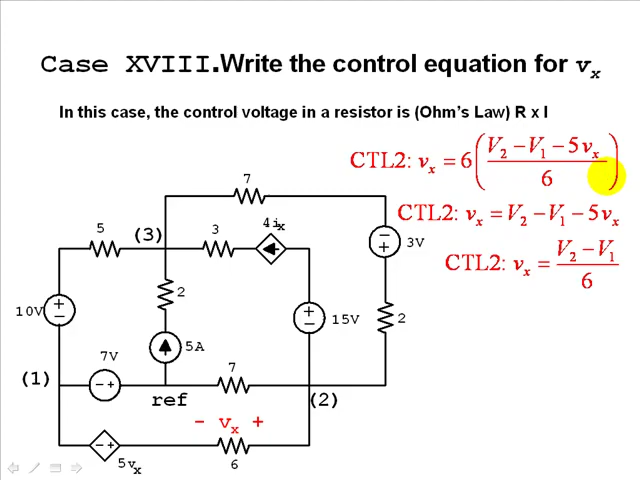 Case XVIII.Write the control equation for vx
In this case, the control voltage in a resistor is (Ohm's Law) R x I
CTL2: vx = 6((V2 − V1 − 5vx)/6)
CTL2: vx = V2 − V1 − 5vx
CTL2: vx = (V2 − V1)/6
7
5
(3)
3
4ix
− +
3V
10V
+ −
2
+ −
15V
2
7V
5A
7
(1)
− +
ref
(2)
− vx +
− +
5vx
6